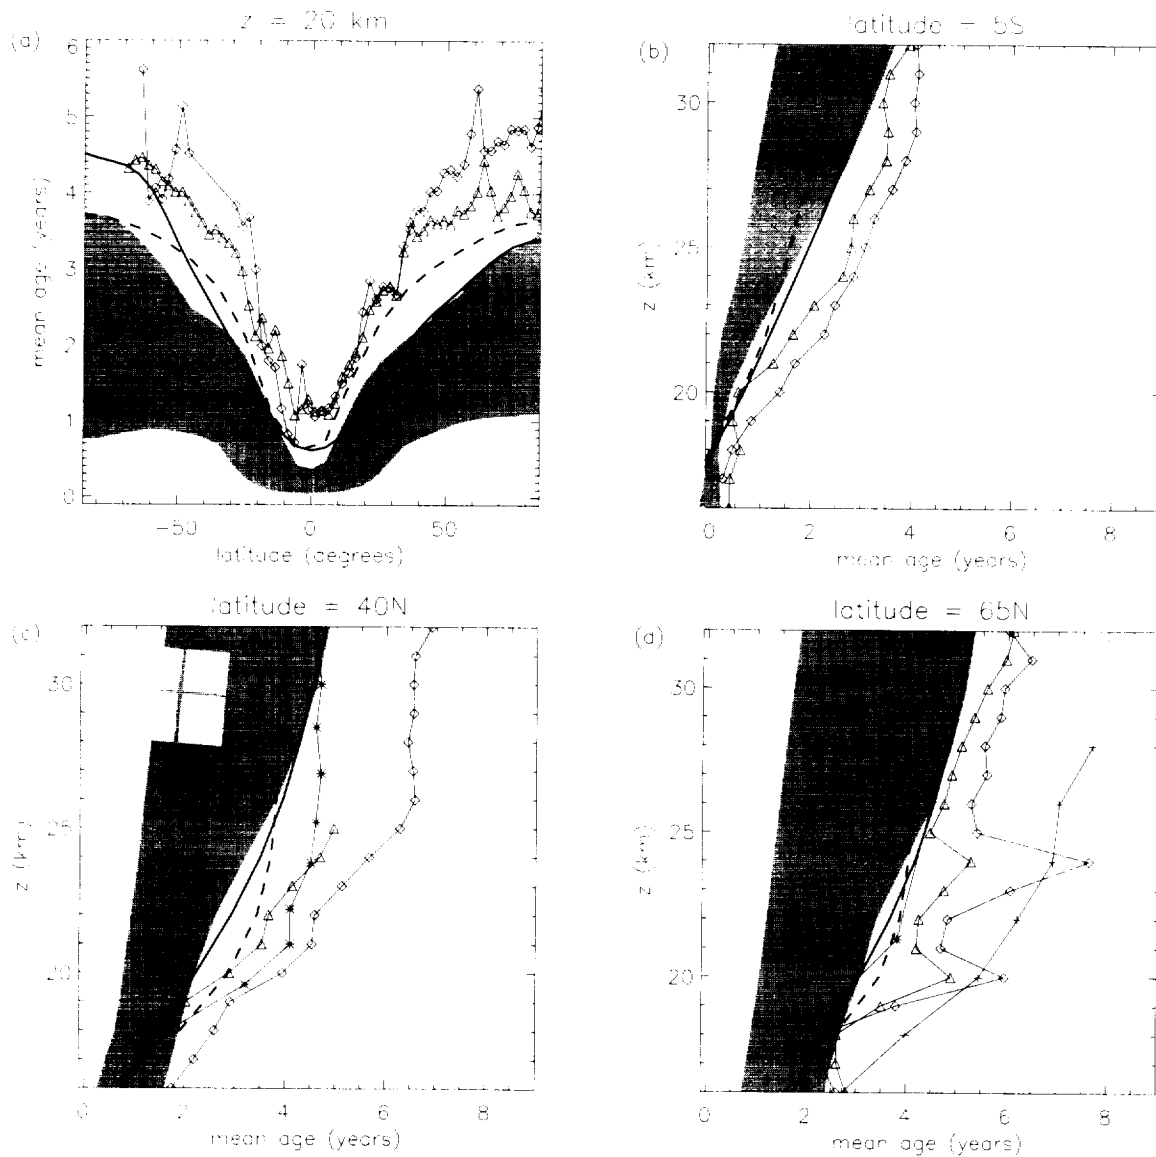 (a)
z = 20 km
6
5
4
3
2
1
0
mean age (years)
-50
0
50
latitude (degrees)
(b)
latitude = 5S
30
25
20
z (km)
0
2
4
6
8
mean age (years)
(c)
latitude = 40N
30
25
20
z (km)
0
2
4
6
8
mean age (years)
(d)
latitude = 65N
30
25
20
z (km)
0
2
4
6
8
mean age (years)